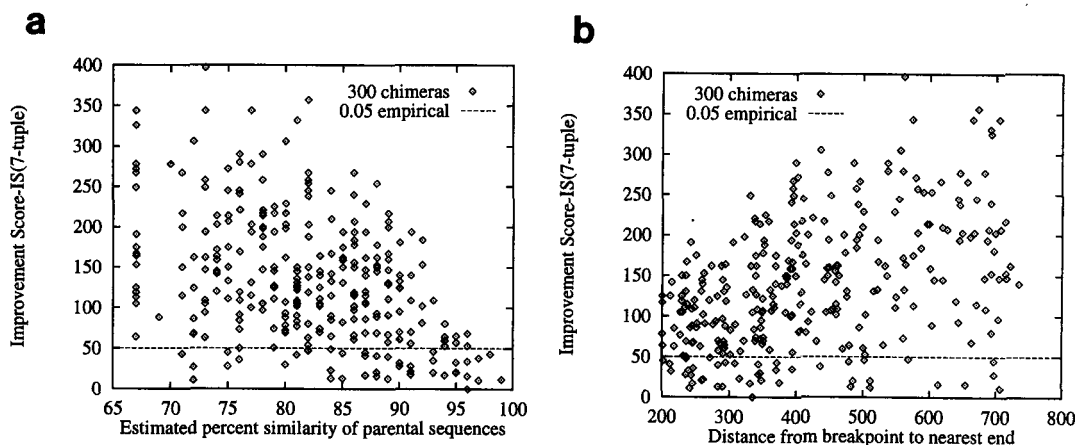 a
400
350
300
250
200
150
100
50
0
Improvement Score-IS(7-tuple)
300 chimeras
0.05 empirical
65 70 75 80 85 90 95 100
Estimated percent similarity of parental sequences
b
400
350
300
250
200
150
100
50
0
Improvement Score-IS(7-tuple)
300 chimeras
0.05 empirical
200 300 400 500 600 700 800
Distance from breakpoint to nearest end